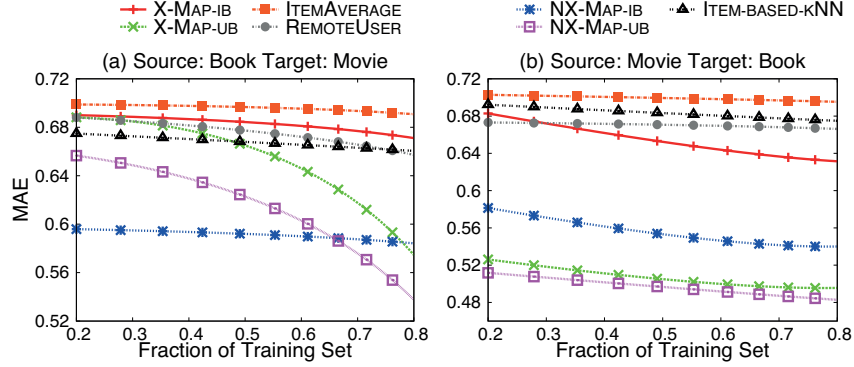 X-MAP-IB
X-MAP-UB
ITEMAVERAGE
REMOTEUSER
NX-MAP-IB
NX-MAP-UB
ITEM-BASED-KNN
(a) Source: Book Target: Movie
MAE
0.72
0.68
0.64
0.6
0.56
0.52
0.2 0.3 0.4 0.5 0.6 0.7 0.8
Fraction of Training Set
(b) Source: Movie Target: Book
0.72
0.68
0.64
0.6
0.56
0.52
0.48
0.2 0.3 0.4 0.5 0.6 0.7 0.8
Fraction of Training Set